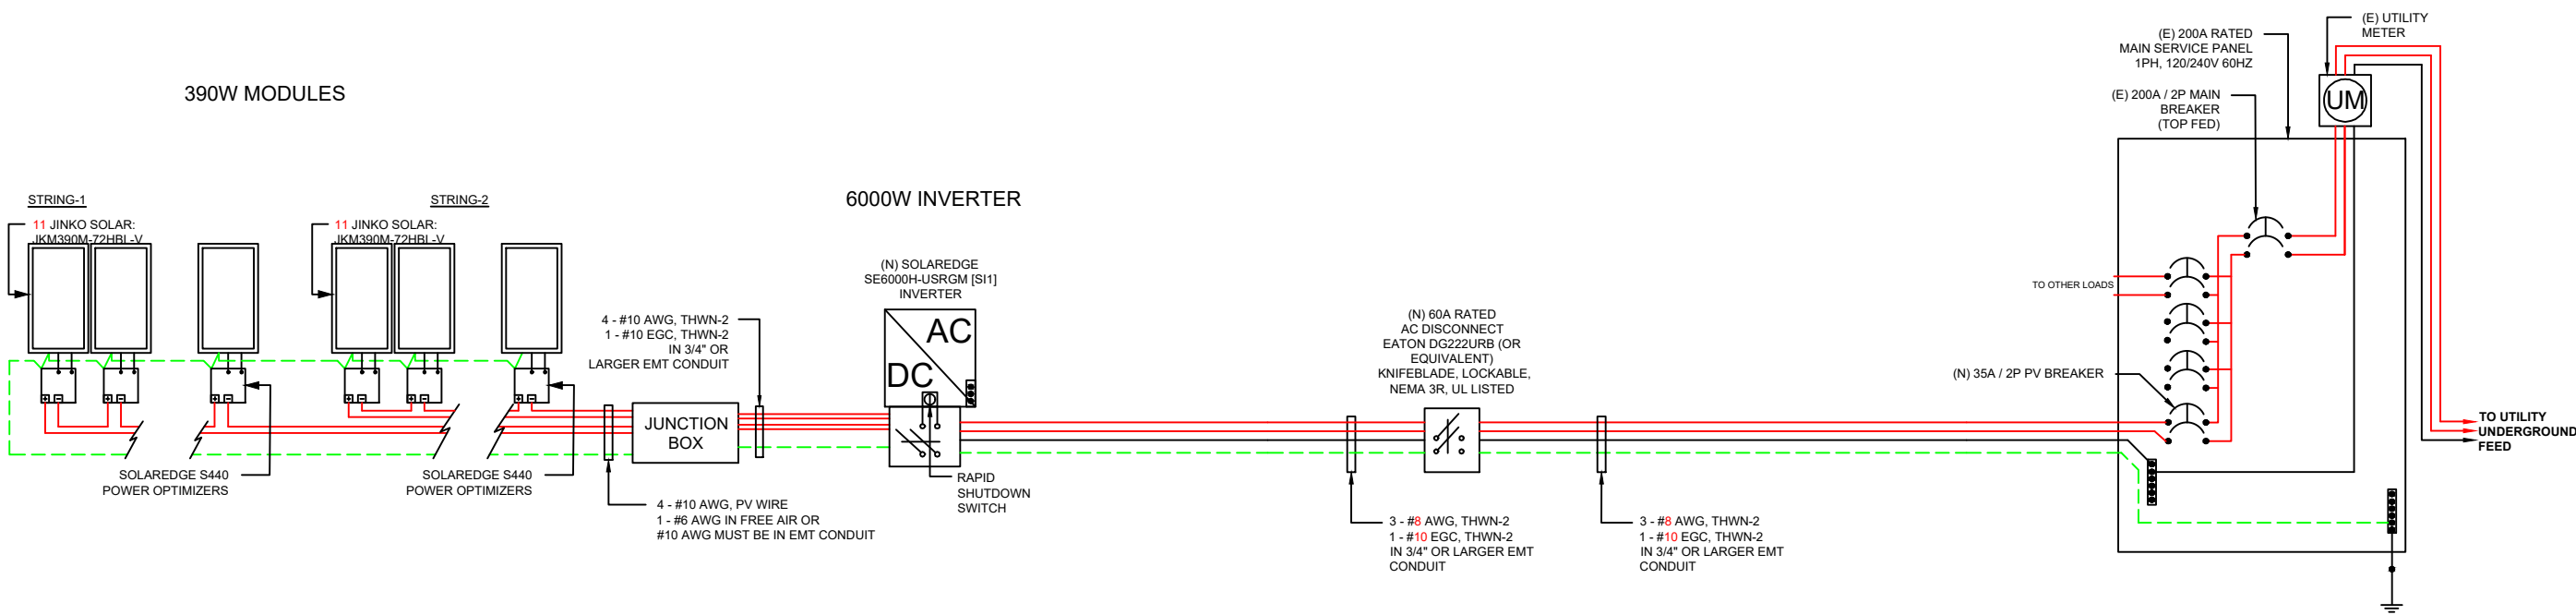 390W MODULES
STRING-1
11 JINKO SOLAR:
JKM390M-72HBL-V
STRING-2
11 JINKO SOLAR:
JKM390M-72HBL-V
SOLAREDGE S440
POWER OPTIMIZERS
SOLAREDGE S440
POWER OPTIMIZERS
4 - #10 AWG, THWN-2
1 - #10 EGC, THWN-2
IN 3/4" OR
LARGER EMT CONDUIT
JUNCTION
BOX
4 - #10 AWG, PV WIRE
1 - #6 AWG IN FREE AIR OR
#10 AWG MUST BE IN EMT CONDUIT
6000W INVERTER
(N) SOLAREDGE
SE6000H-USRGM [SI1]
INVERTER
AC
DC
RAPID
SHUTDOWN
SWITCH
(N) 60A RATED
AC DISCONNECT
EATON DG222URB (OR
EQUIVALENT)
KNIFEBLADE, LOCKABLE,
NEMA 3R, UL LISTED
3 - #8 AWG, THWN-2
1 - #10 EGC, THWN-2
IN 3/4" OR LARGER EMT
CONDUIT
3 - #8 AWG, THWN-2
1 - #10 EGC, THWN-2
IN 3/4" OR LARGER EMT
CONDUIT
(E) UTILITY
METER
(E) 200A RATED
MAIN SERVICE PANEL
1PH, 120/240V 60HZ
(E) 200A / 2P MAIN
BREAKER
(TOP FED)
UM
TO OTHER LOADS
(N) 35A / 2P PV BREAKER
TO UTILITY
UNDERGROUND
FEED